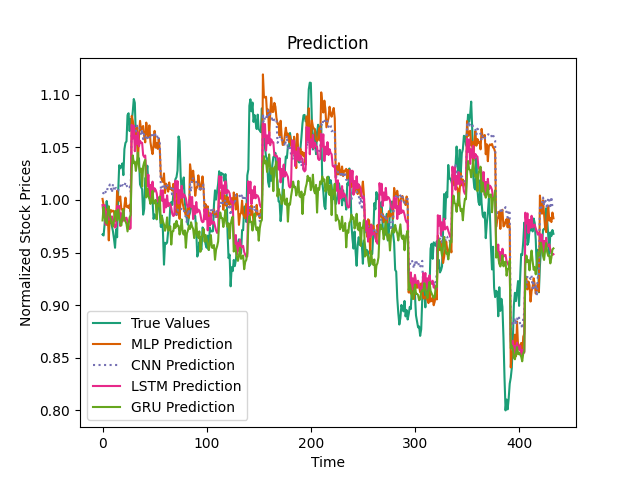 Prediction
Normalized Stock Prices
1.10
1.05
1.00
0.95
0.90
0.85
0.80
True Values
MLP Prediction
CNN Prediction
LSTM Prediction
GRU Prediction
0 100 200 300 400
Time